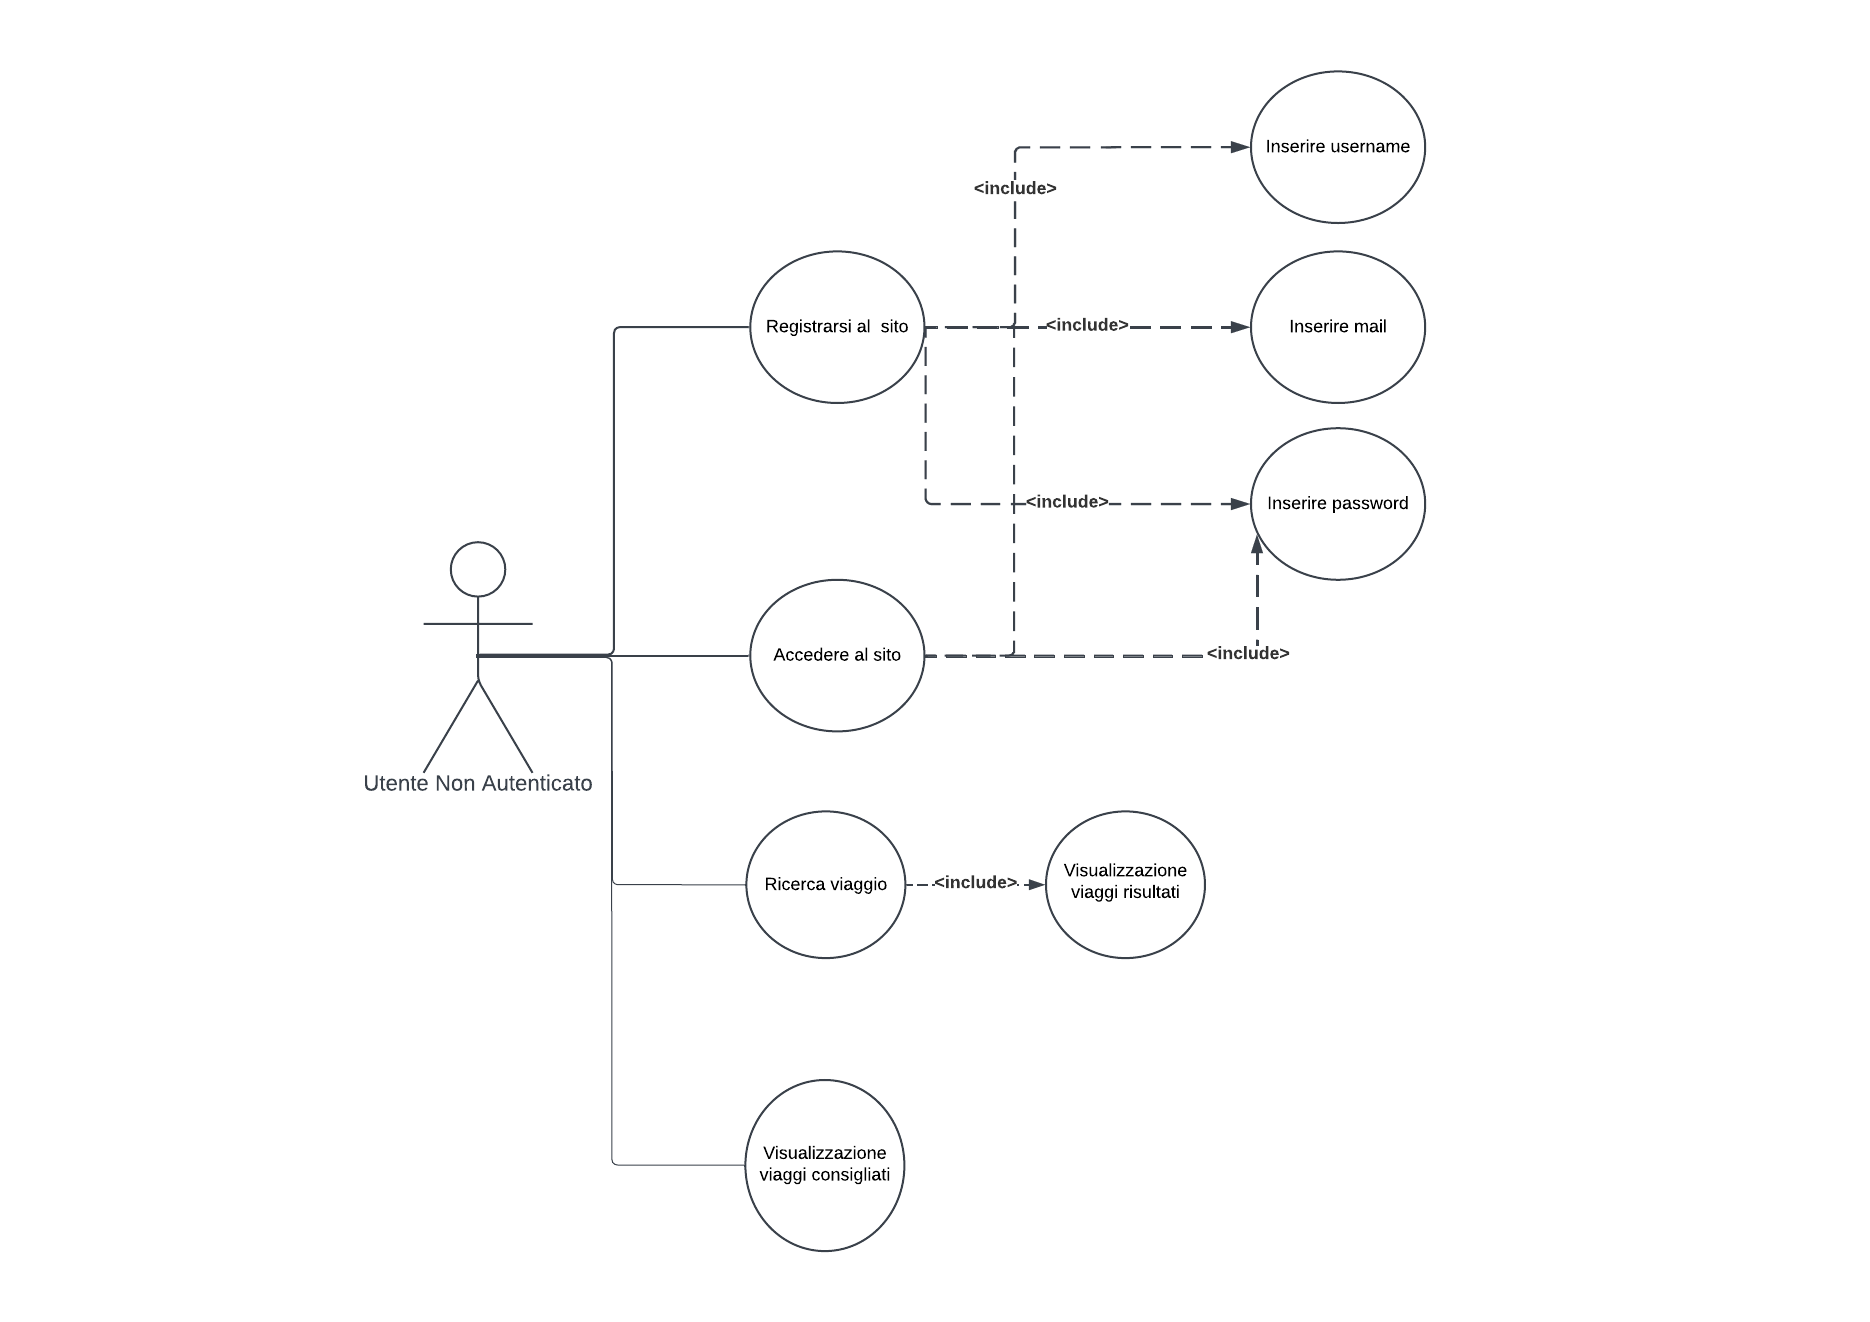 Inserire username
<include>
Registrarsi al  sito
<include>
Inserire mail
<include>
Inserire password
Accedere al sito
<include>
Utente Non Autenticato
Ricerca viaggio
<include>
Visualizzazione
viaggi risultati
Visualizzazione
viaggi consigliati